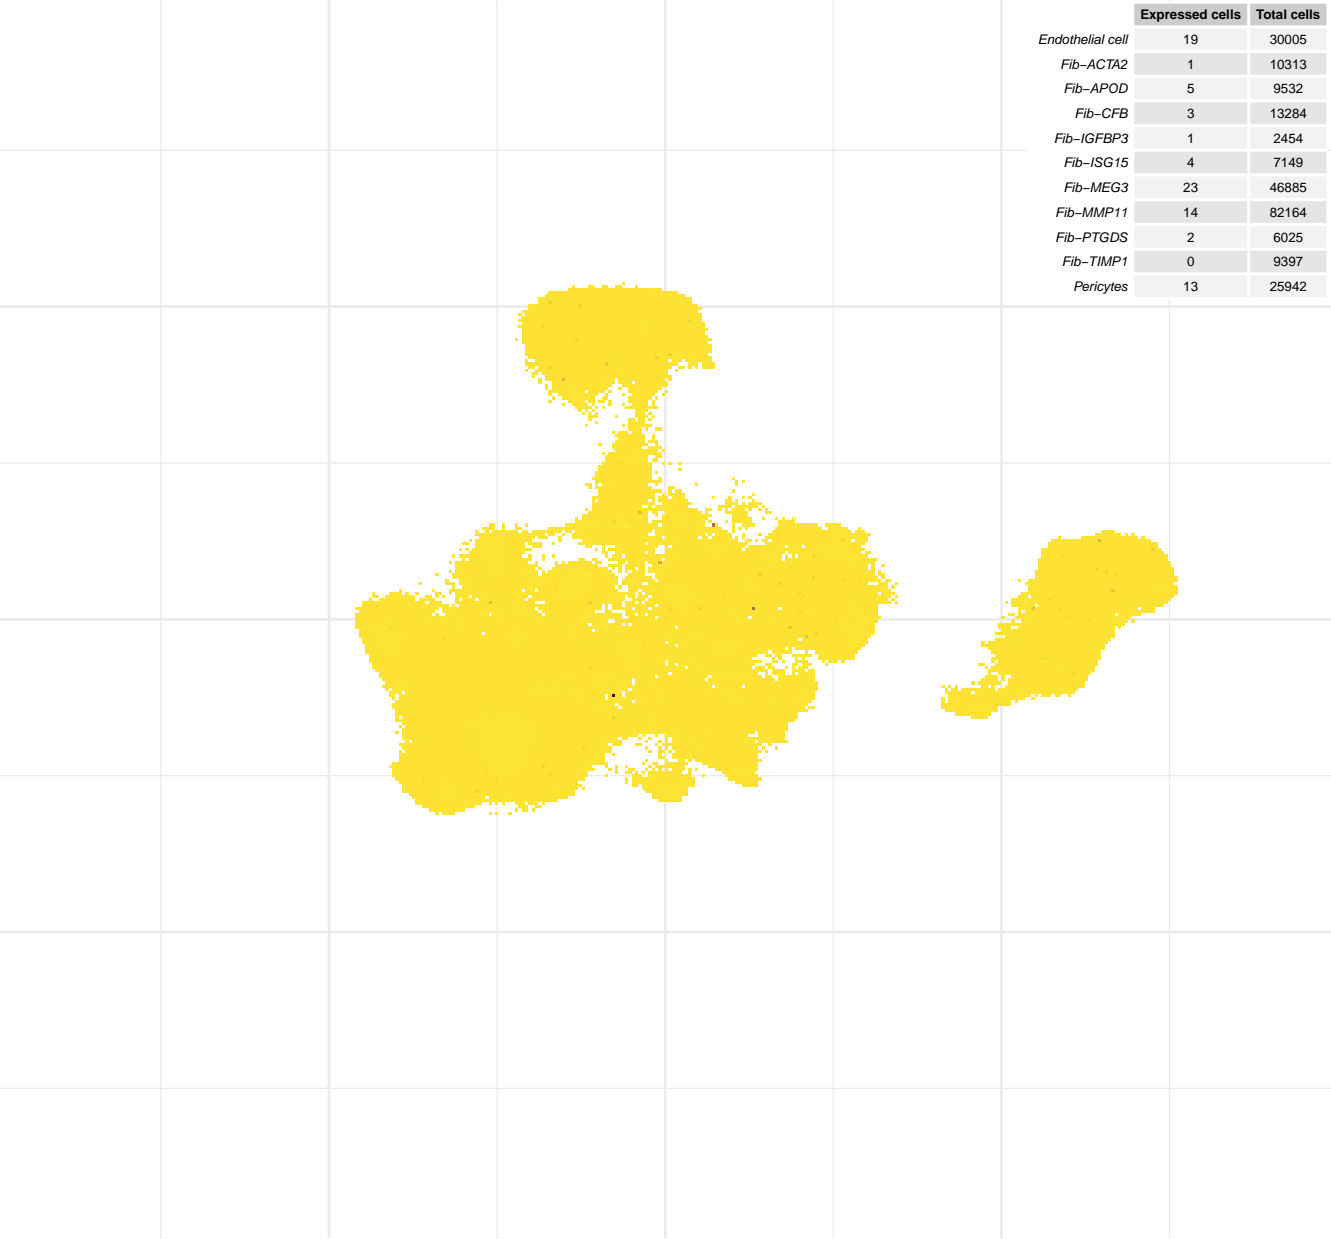 Expressed cells Total cells
Endothelial cell 19 30005
Fib−ACTA2 1 10313
Fib−APOD 5 9532
Fib−CFB 3 13284
Fib−IGFBP3 1 2454
Fib−ISG15 4 7149
Fib−MEG3 23 46885
Fib−MMP11 14 82164
Fib−PTGDS 2 6025
Fib−TIMP1 0 9397
Pericytes 13 25942